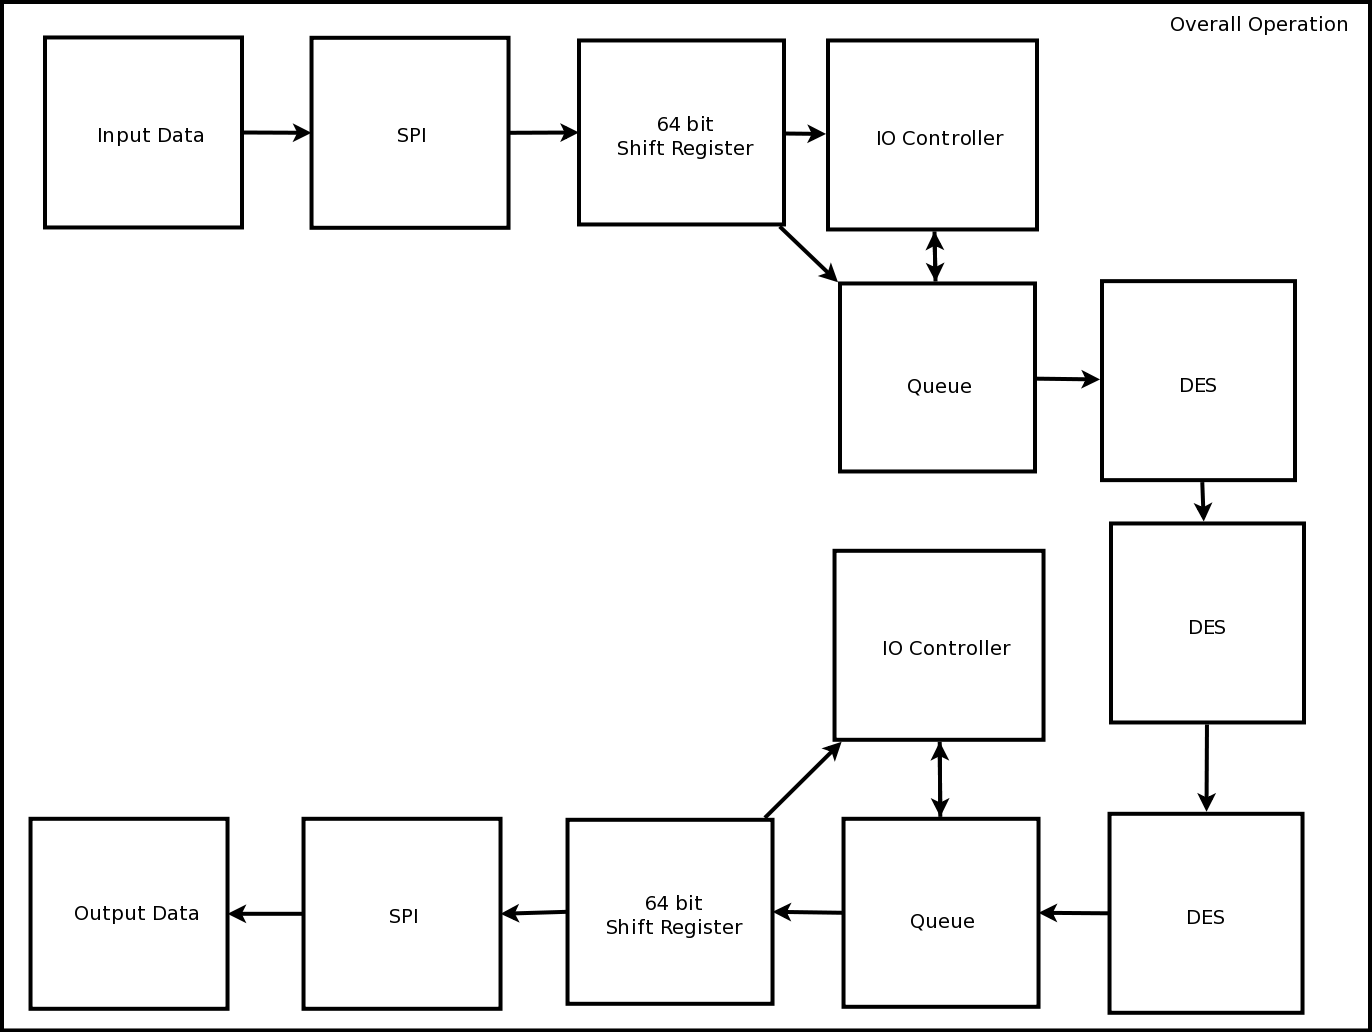 Overall Operation
Input Data
SPI
64 bit
Shift Register
IO Controller
Queue
DES
DES
IO Controller
Output Data
SPI
64 bit
Shift Register
Queue
DES